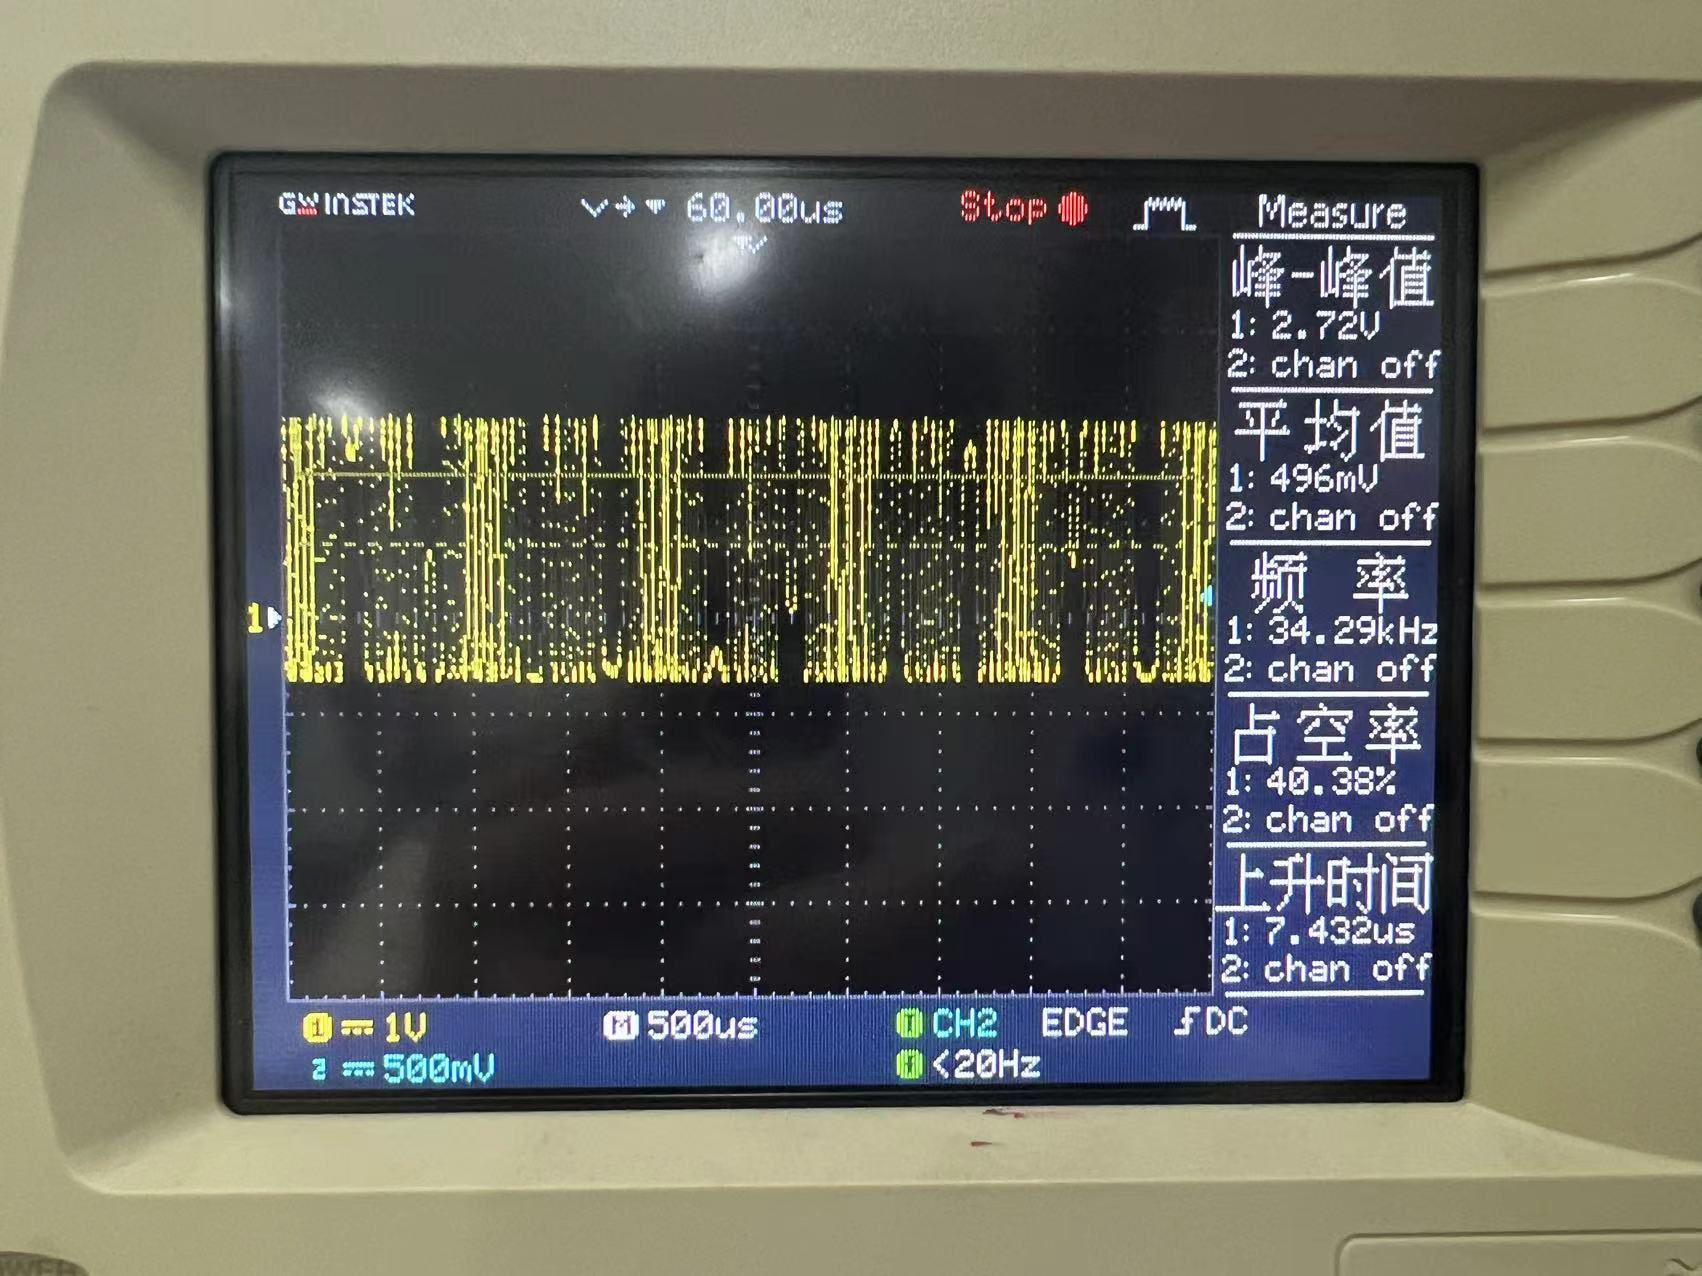 GWINSTEK
60.00us
Stop
Measure
峰-峰值
1: 2.72V
2: chan off
平均值
1: 496mV
2: chan off
频 率
1: 34.29kHz
2: chan off
占空率
1: 40.38%
2: chan off
上升时间
1: 7.432us
2: chan off
1
1 1V
M 500us
CH2 EDGE DC
2 500mV
<20Hz